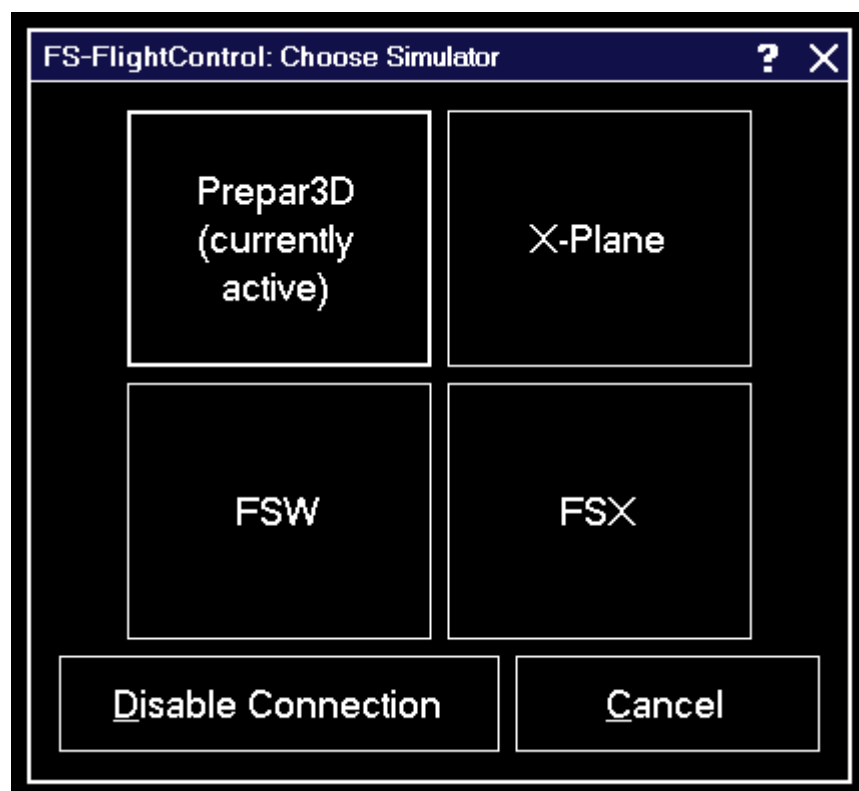 FS-FlightControl: Choose Simulator ? X
Prepar3D
(currently
active)
X-Plane
FSW
FSX
Disable Connection
Cancel